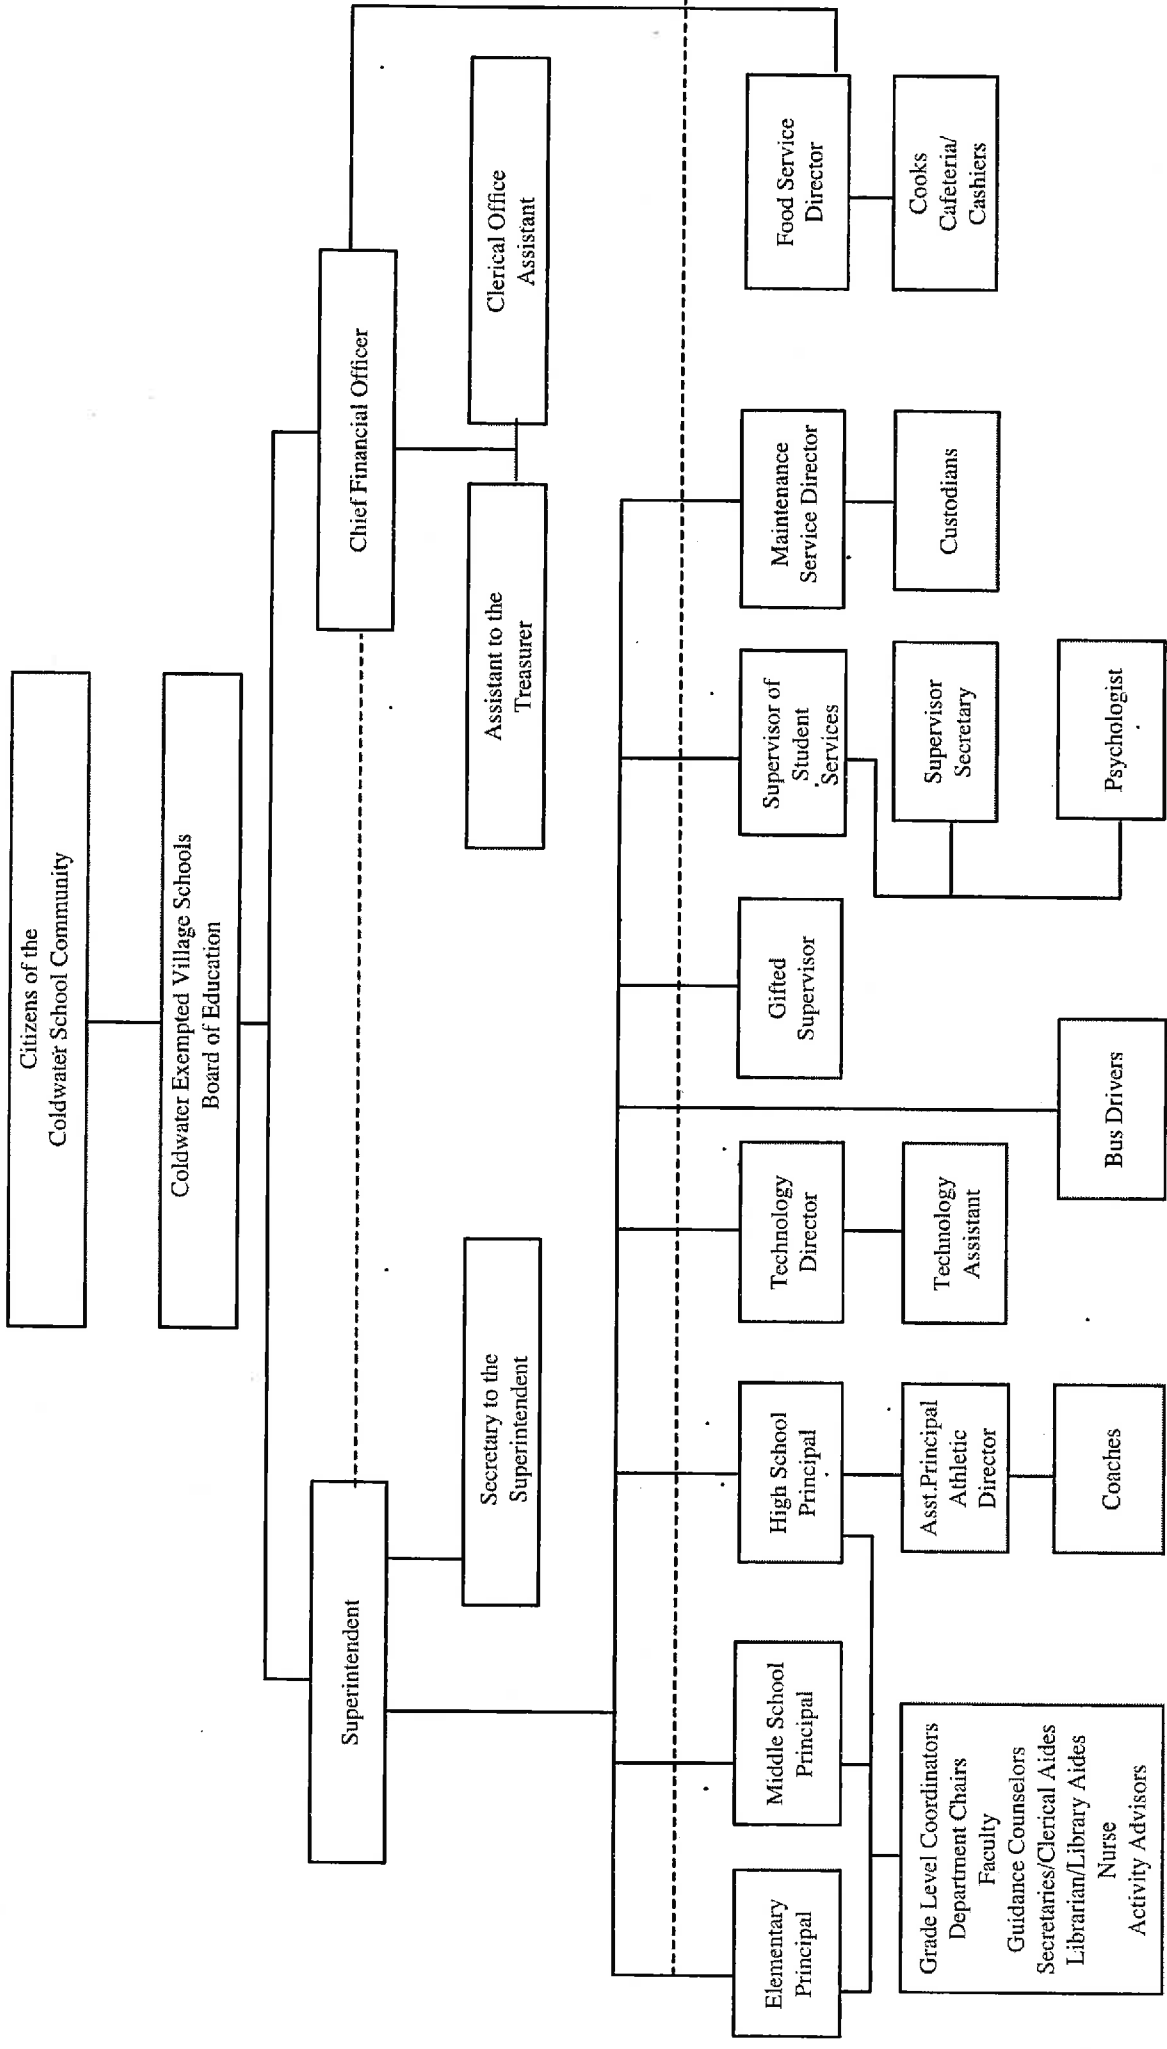 Citizens of the
Coldwater School Community
Coldwater Exempted Village Schools
Board of Education
Superintendent
Chief Financial Officer
Secretary to the
Superintendent
Assistant to the
Treasurer
Clerical Office
Assistant
Elementary
Principal
Middle School
Principal
High School
Principal
Technology
Director
Gifted
Supervisor
Supervisor of
Student
Services
Maintenance
Service Director
Food Service
Director
Grade Level Coordinators
Department Chairs
Faculty
Guidance Counselors
Secretaries/Clerical Aides
Librarian/Library Aides
Nurse
Activity Advisors
Asst.Principal
Athletic
Director
Technology
Assistant
Supervisor
Secretary
Custodians
Cooks
Cafeteria/
Cashiers
Coaches
Bus Drivers
Psychologist